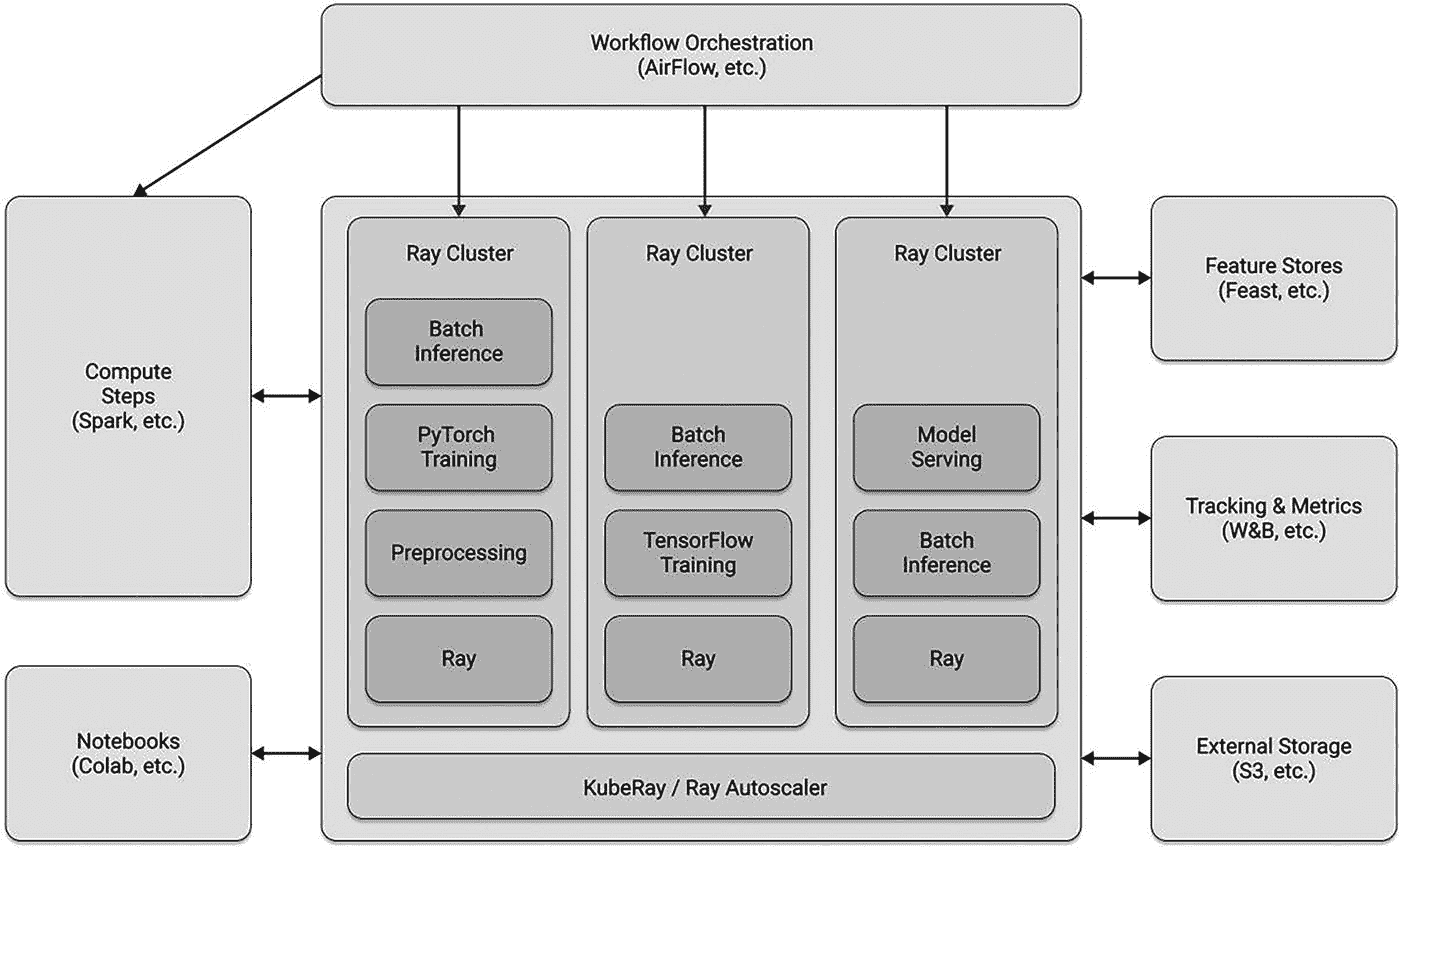 Workflow Orchestration
(AirFlow, etc.)
Compute
Steps
(Spark, etc.)
Notebooks
(Colab, etc.)
Ray Cluster
Batch
Inference
PyTorch
Training
Preprocessing
Ray
Ray Cluster
Batch
Inference
TensorFlow
Training
Ray
Ray Cluster
Model
Serving
Batch
Inference
Ray
KubeRay / Ray Autoscaler
Feature Stores
(Feast, etc.)
Tracking & Metrics
(W&B, etc.)
External Storage
(S3, etc.)